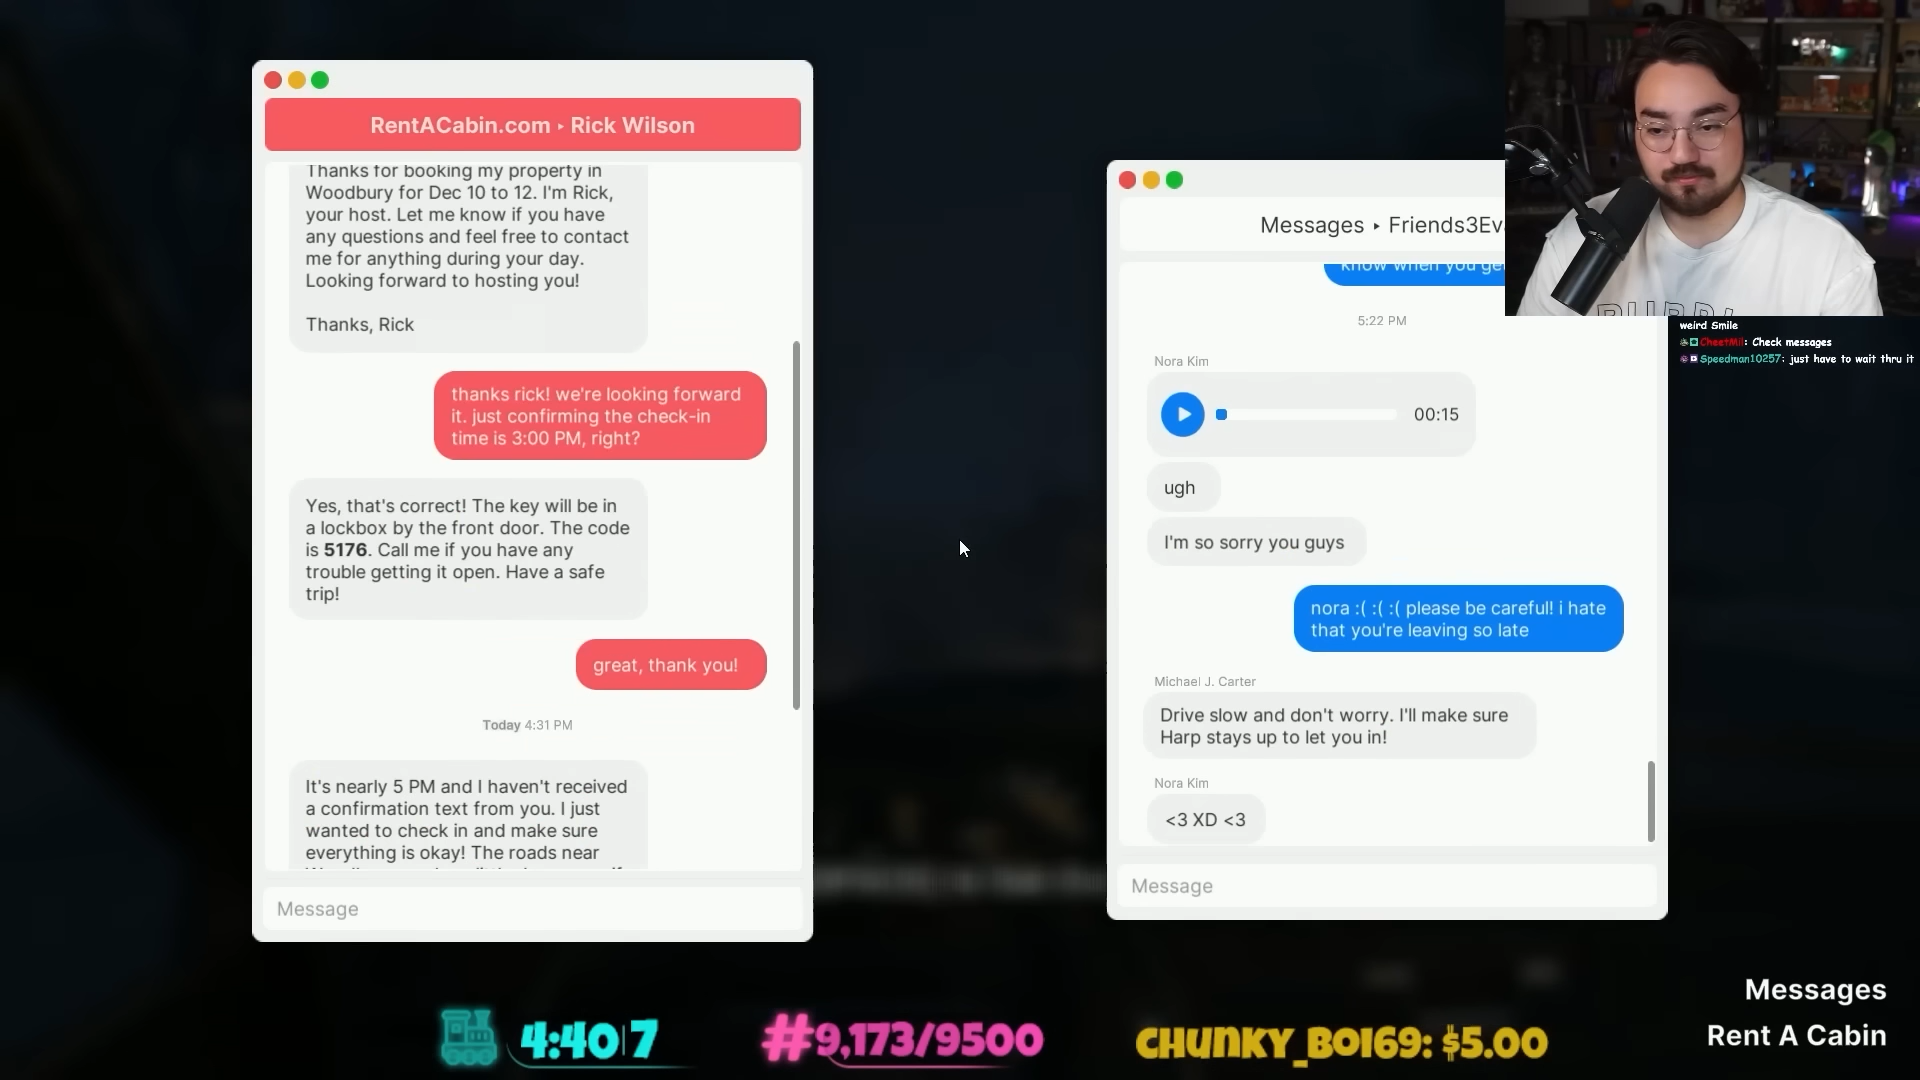 RentACabin.com ▸ Rick Wilson
Thanks for booking my property in
Woodbury for Dec 10 to 12. I'm Rick,
your host. Let me know if you have
any questions and feel free to contact
me for anything during your day.
Looking forward to hosting you!
Thanks, Rick
thanks rick! we're looking forward
it. just confirming the check-in
time is 3:00 PM, right?
Yes, that's correct! The key will be in
a lockbox by the front door. The code
is 5176. Call me if you have any
trouble getting it open. Have a safe
trip!
great, thank you!
Today 4:31 PM
It's nearly 5 PM and I haven't received
a confirmation text from you. I just
wanted to check in and make sure
everything is okay! The roads near
Message
Messages ▸ Friends3Ev
know when you ge
5:22 PM
Nora Kim
00:15
ugh
I'm so sorry you guys
nora :( :( :( please be careful! i hate
that you're leaving so late
Michael J. Carter
Drive slow and don't worry. I'll make sure
Harp stays up to let you in!
Nora Kim
<3 XD <3
Message
weird Smile
CheetMil: Check messages
Speedman10257: just have to wait thru it
Messages
Rent A Cabin
4:40|7
#9,173/9500
CHUNKY_BOI69: $5.00